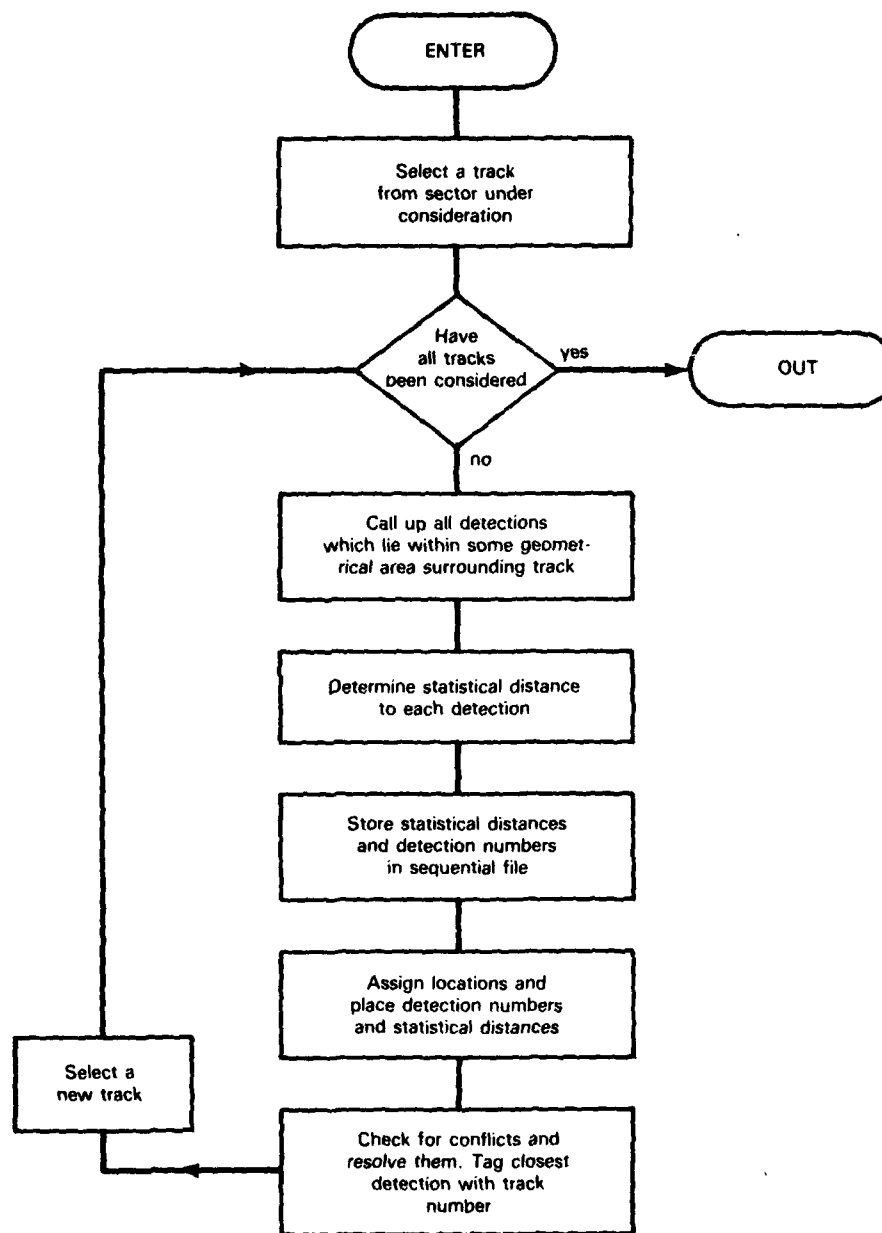 ENTER
Select a track
from sector under
consideration
Have
all tracks
been considered
yes
OUT
no
Call up all detections
which lie within some geomet-
rical area surrounding track
Determine statistical distance
to each detection
Store statistical distances
and detection numbers
in sequential file
Assign locations and
place detection numbers
and statistical distances
Select a
new track
Check for conflicts and
resolve them. Tag closest
detection with track
number